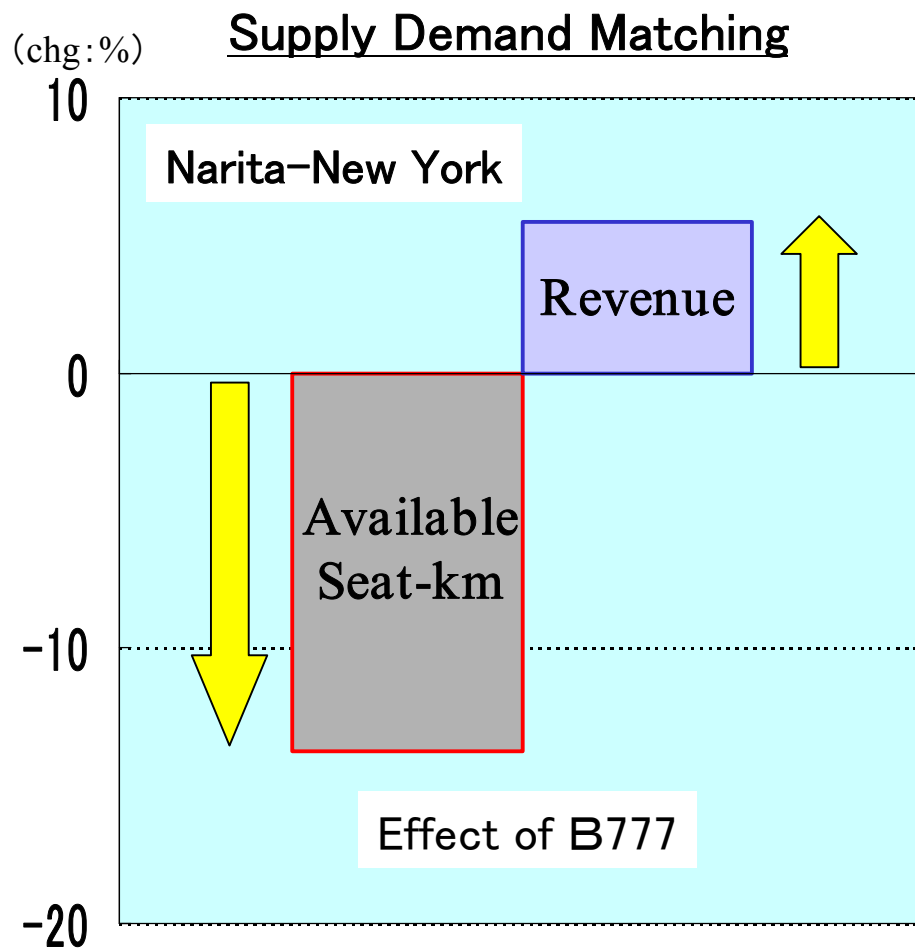 (chg:%)
Supply Demand Matching
10
Narita-New York
Revenue
0
Available
Seat-km
-10
Effect of B777
-20